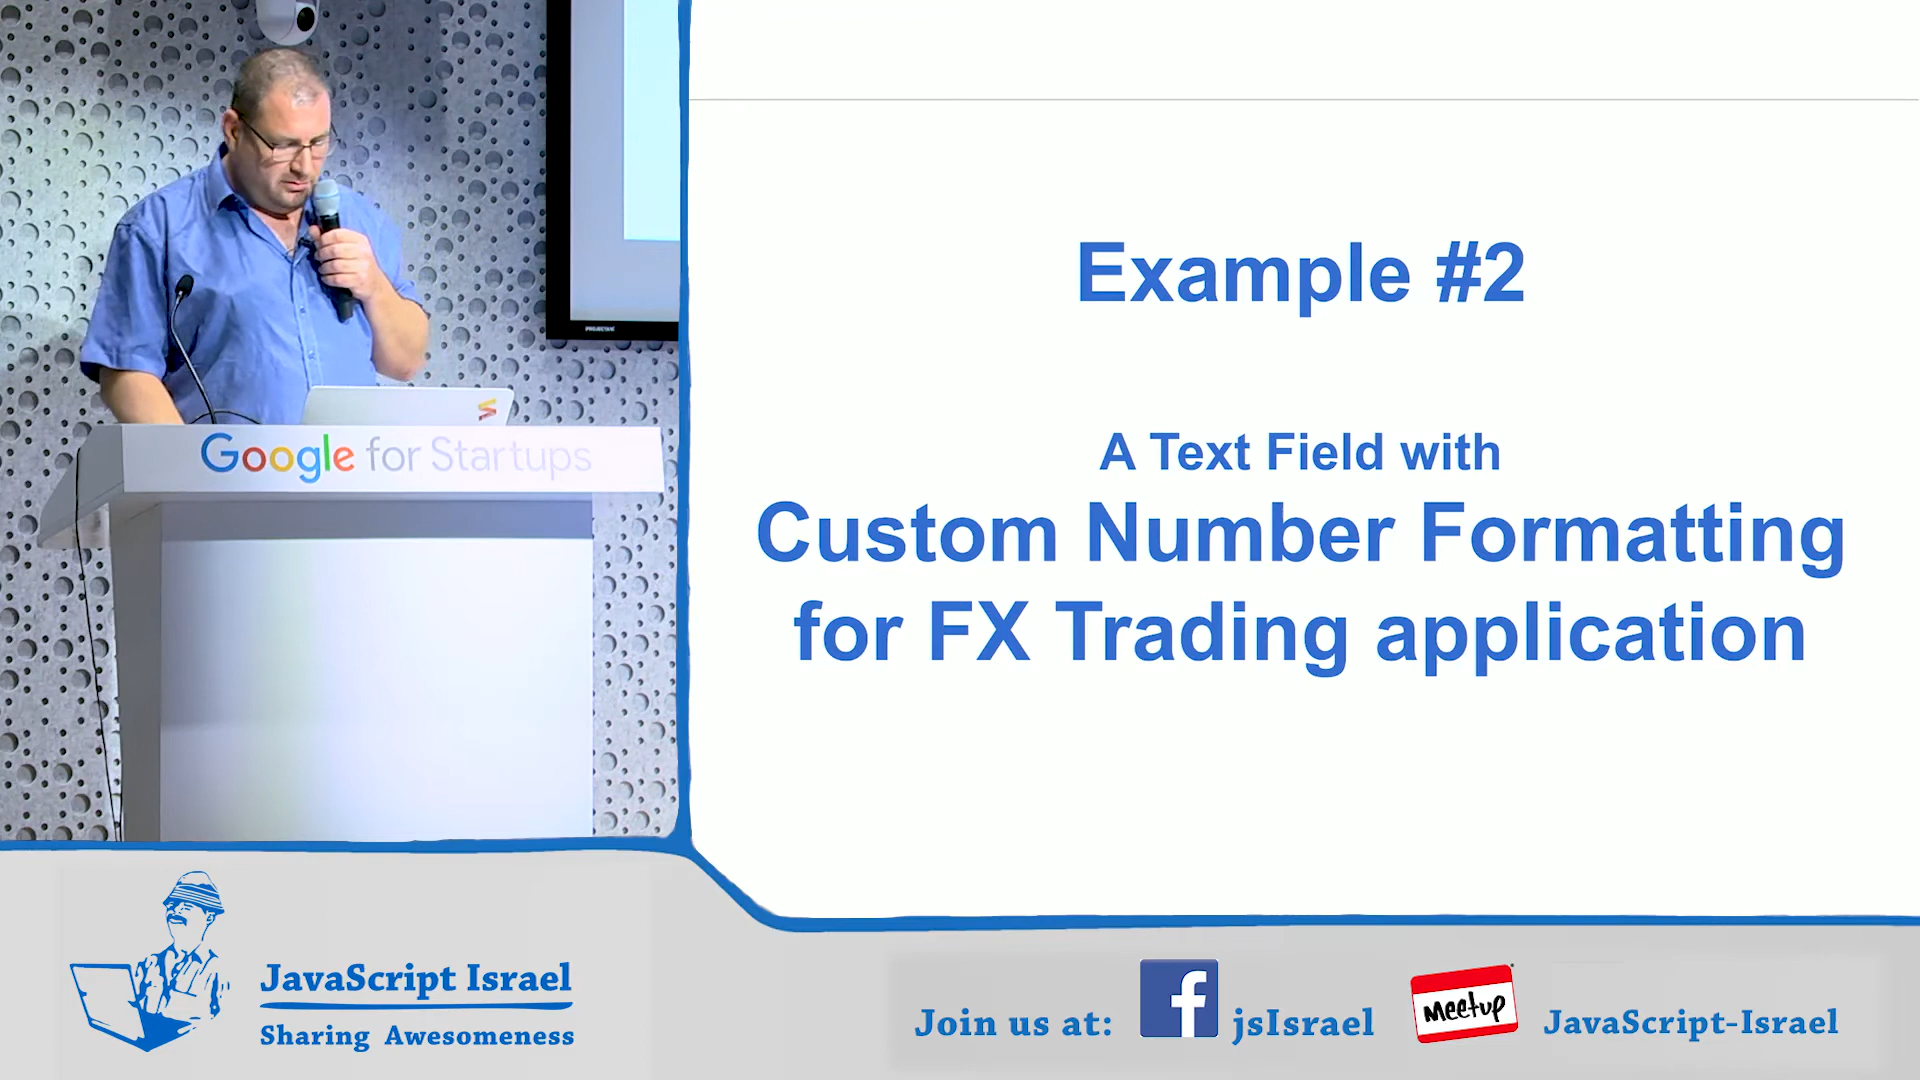 Example #2
A Text Field with
Custom Number Formatting
for FX Trading application
Google for Startups
JavaScript Israel
Sharing Awesomeness
Join us at:
jsIsrael
Meetup
JavaScript-Israel